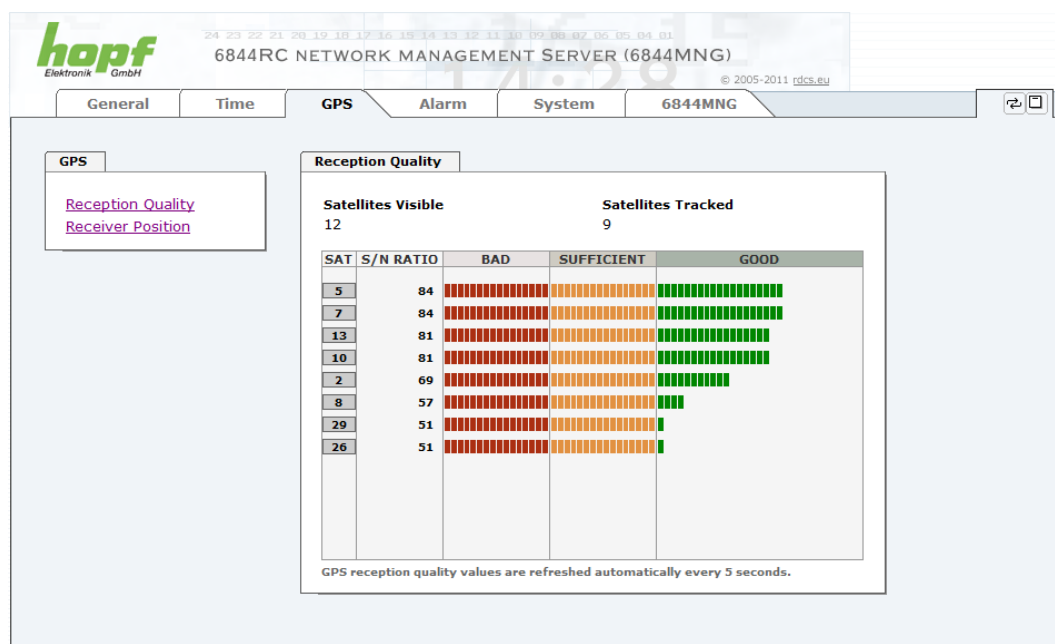 hopf
Elektronik GmbH
24 23 22 21 20 19 18 17 16 15 14 13 12 11 10 09 08 07 06 05 04 01
6844RC NETWORK MANAGEMENT SERVER (6844MNG)
14:28
© 2005-2011 rdcs.eu
General Time GPS Alarm System 6844MNG
GPS
Reception Quality
Receiver Position
Reception Quality
Satellites Visible Satellites Tracked
12 9
SAT S/N RATIO BAD SUFFICIENT GOOD
5 84
7 84
13 81
10 81
2 69
8 57
29 51
26 51
GPS reception quality values are refreshed automatically every 5 seconds.